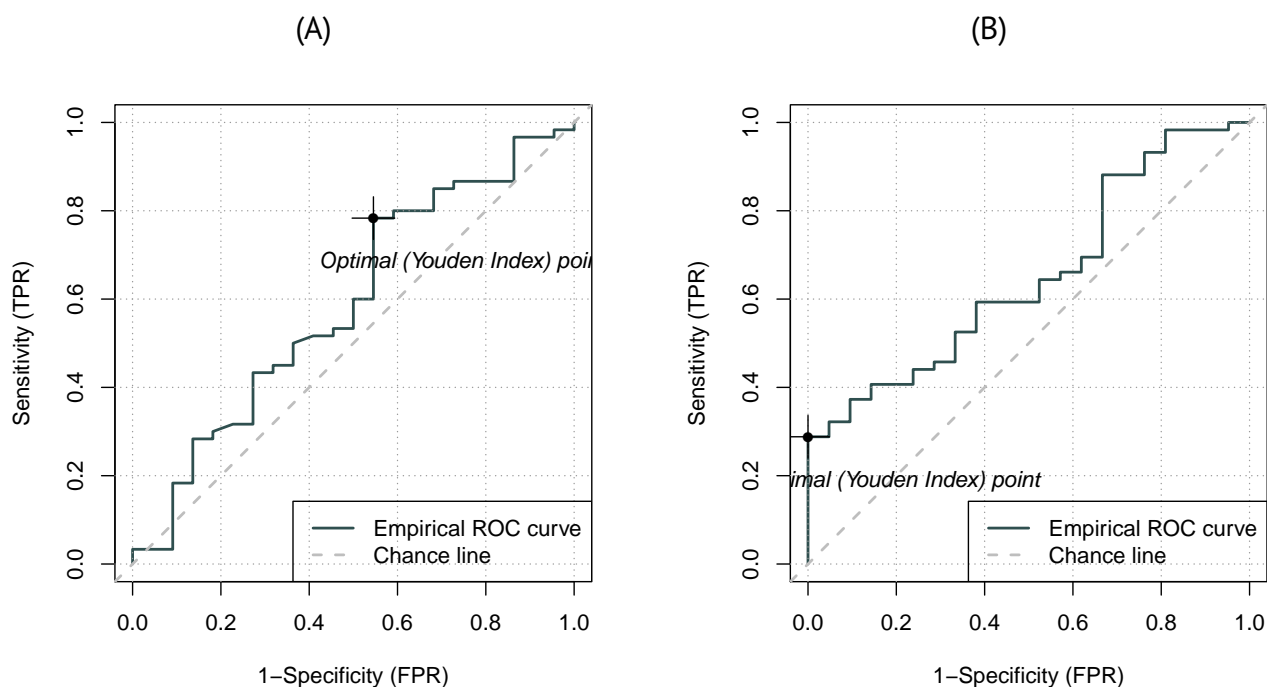 (A)
Sensitivity (TPR)
1.0
0.8
0.6
0.4
0.2
0.0
Optimal (Youden Index) poi
Empirical ROC curve
Chance line
0.0 0.2 0.4 0.6 0.8 1.0
1−Specificity (FPR)
(B)
Sensitivity (TPR)
1.0
0.8
0.6
0.4
0.2
0.0
imal (Youden Index) point
Empirical ROC curve
Chance line
0.0 0.2 0.4 0.6 0.8 1.0
1−Specificity (FPR)